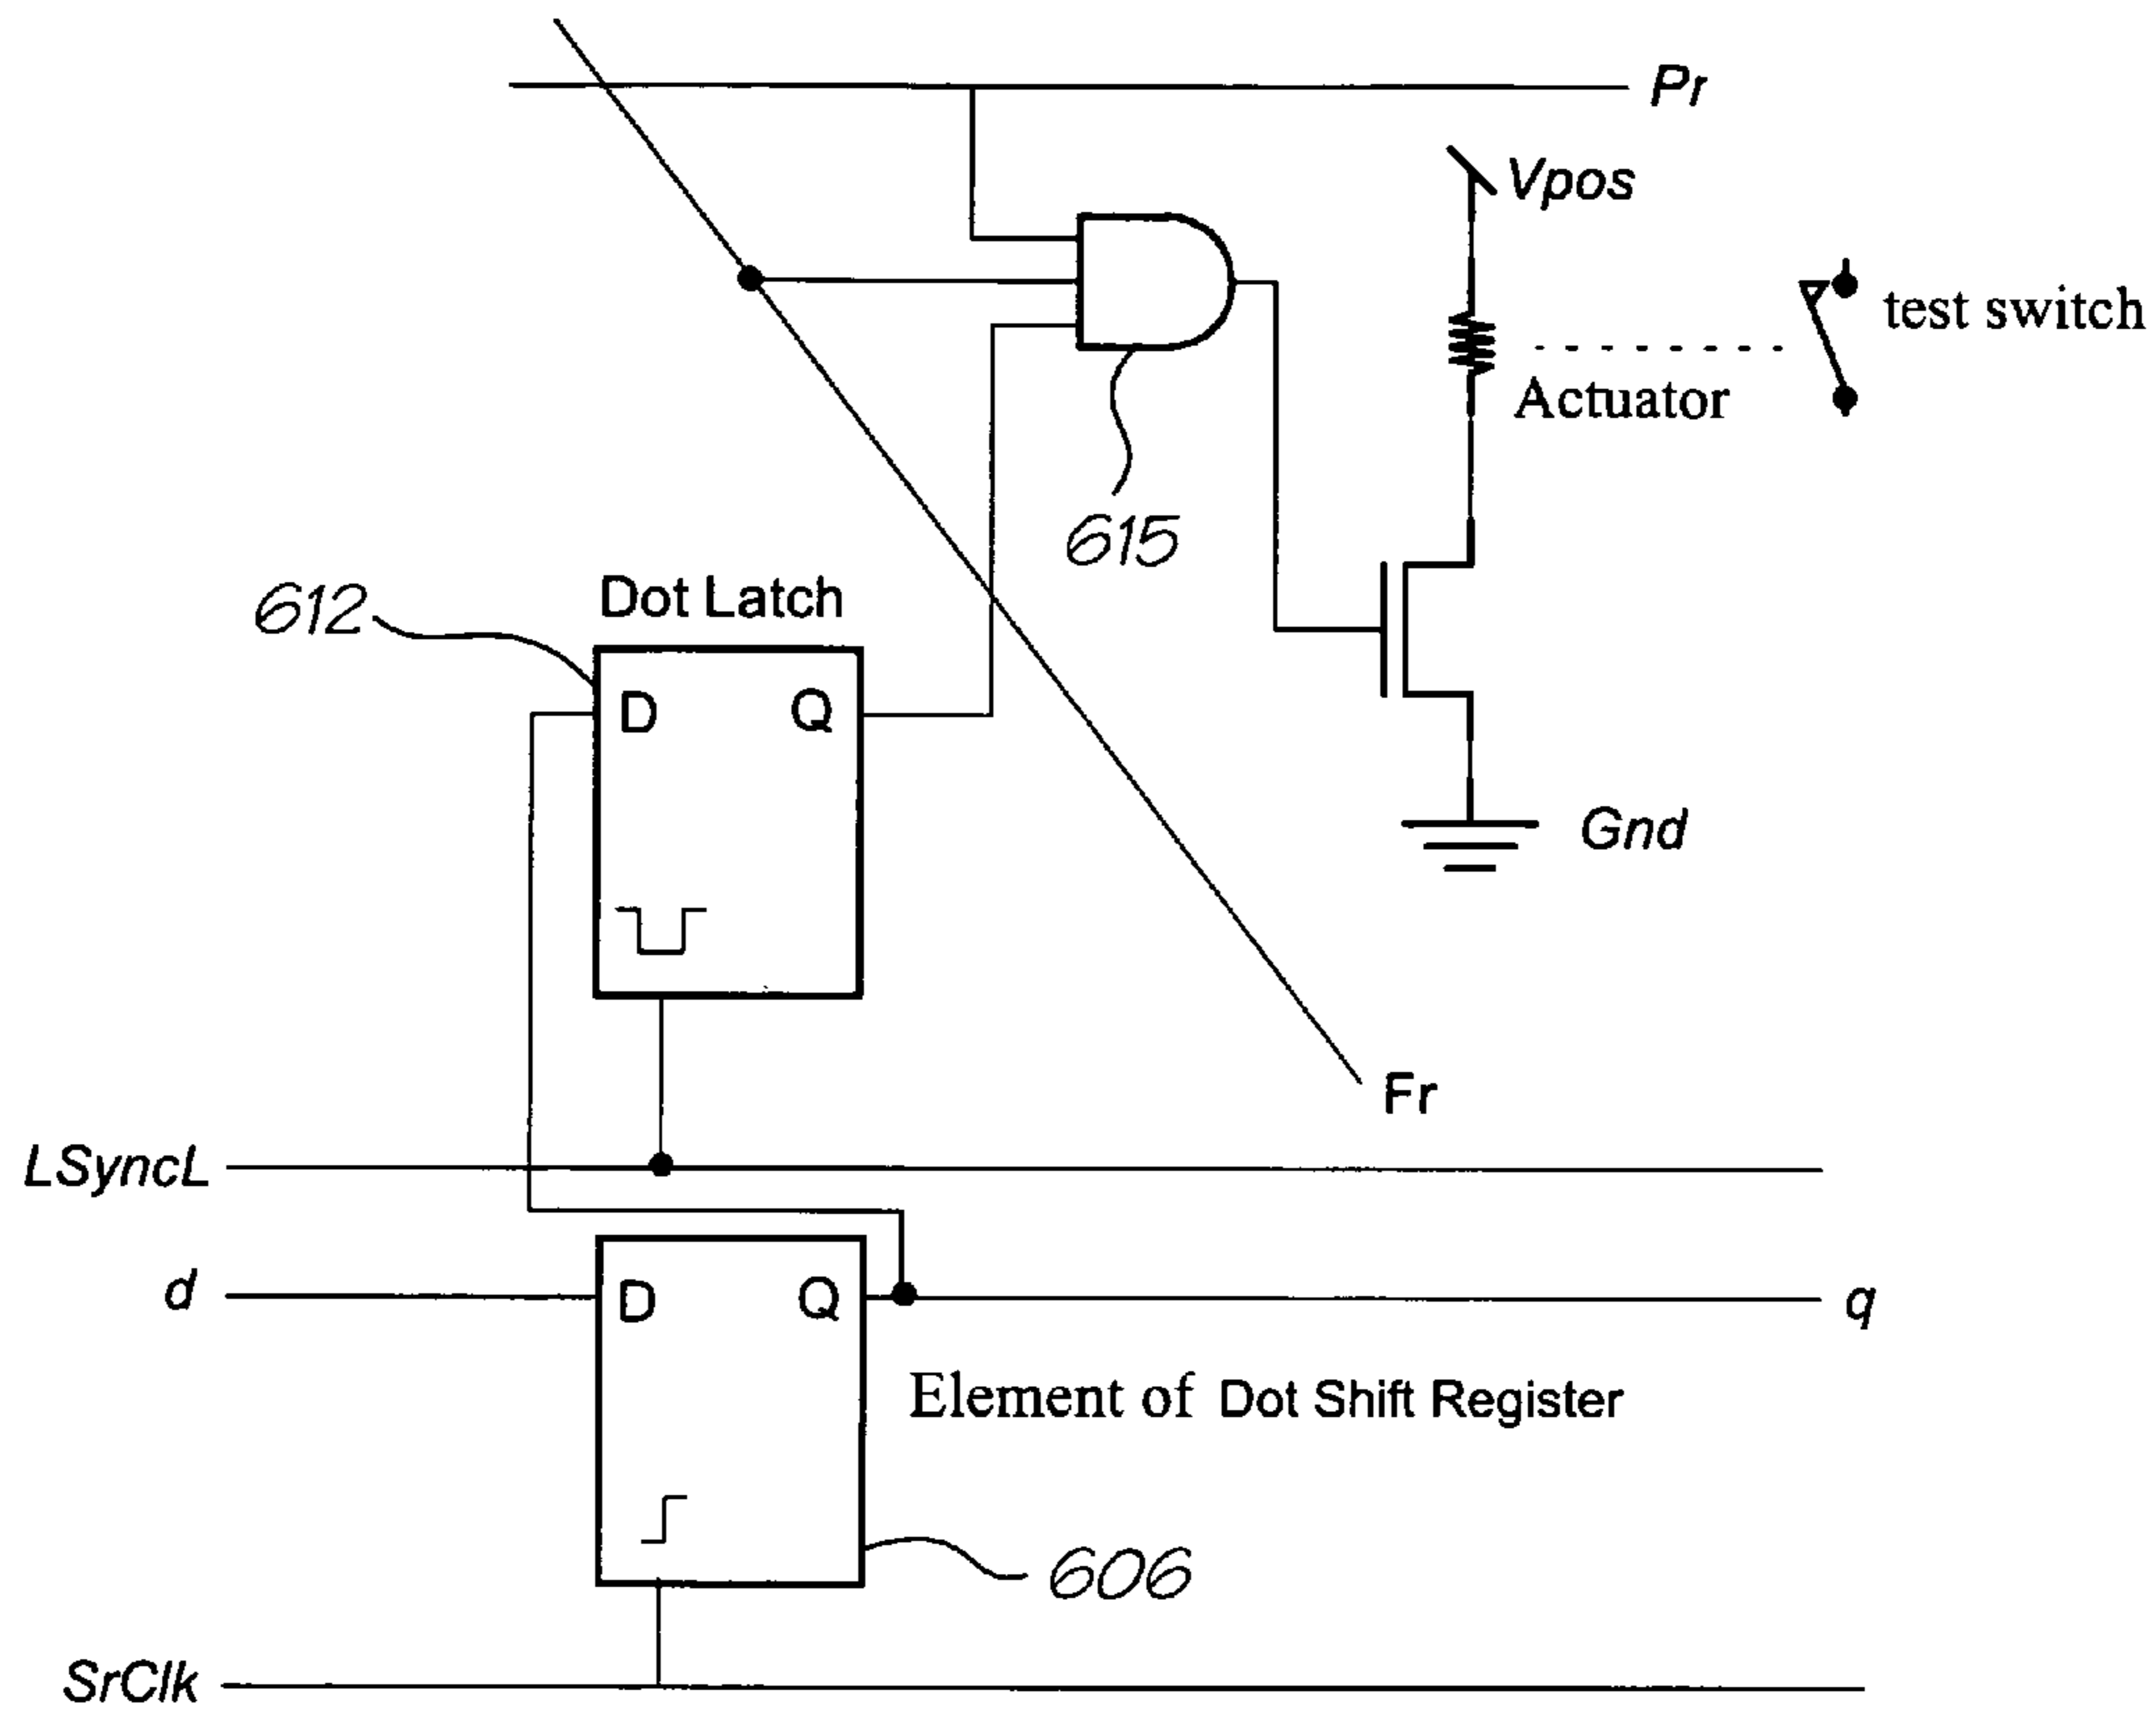 Pr
Vpos
test switch
Actuator
615
612
Dot Latch
D Q
Gnd
Fr
LSyncL
d
D Q
q
Element of Dot Shift Register
606
SrClk